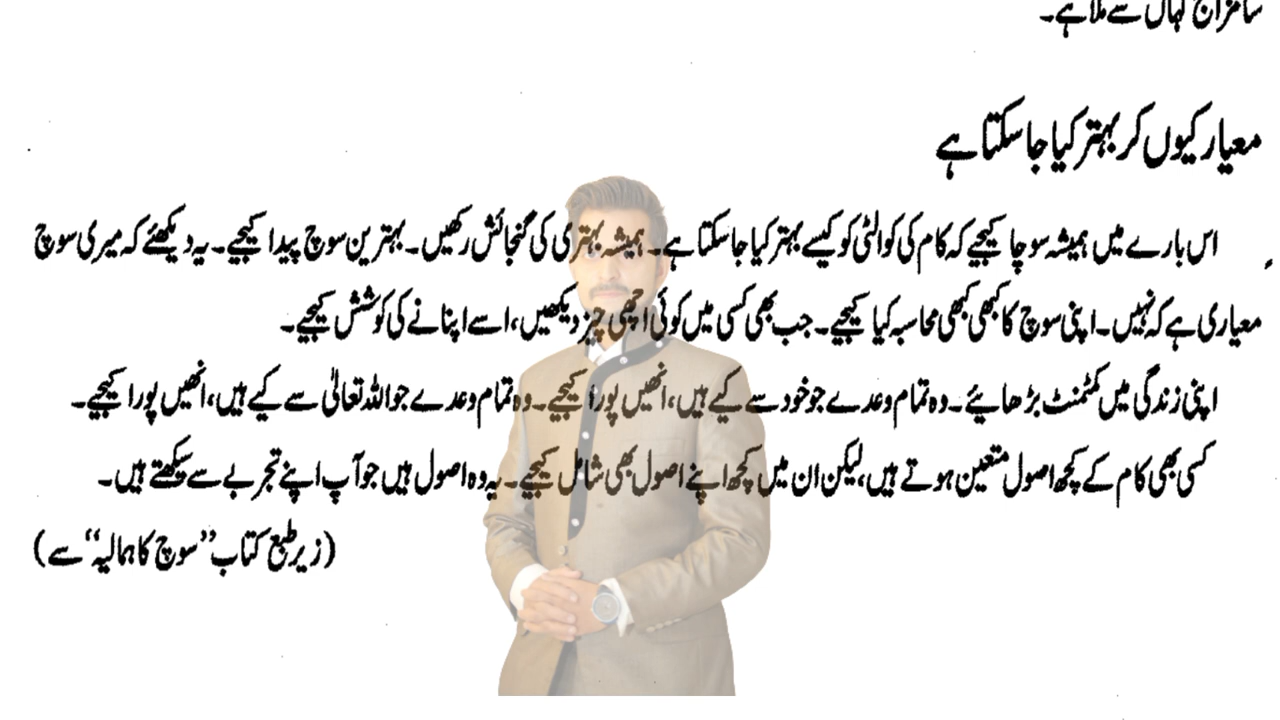 کہاں سے ملا ہے۔
معیار کیوں کر بہتر کیا جا سکتا ہے
اس بارے میں ہمیشہ سوچا کیجیے کہ کام کی کوالٹی کو کیسے بہتر کیا جا سکتا ہے۔ ہمیشہ بہتری کی گنجائش رکھیں۔ بہترین سوچ پیدا کیجیے۔ یہ دیکھئے کہ میری سوچ
معیاری ہے کہ نہیں۔ اپنی سوچ کا کبھی کبھی محاسبہ کیا کیجیے۔ جب بھی کسی میں کوئی اچھی چیز دیکھیں، اسے اپنانے کی کوشش کیجیے۔
اپنی زندگی میں کمٹمنٹ بڑھائیے۔ وہ تمام وعدے جو خود سے کیے ہیں، انھیں پورا کیجیے۔ وہ تمام وعدے جو اللہ تعالیٰ سے کیے ہیں، انھیں پورا کیجیے۔
کسی بھی کام کے کچھ اصول متعین ہوتے ہیں، لیکن ان میں کچھ اپنے اصول بھی شامل کیجیے۔ یہ وہ اصول ہیں جو آپ اپنے تجربے سے سیکھتے ہیں۔
(زیرِ طبع کتاب ’’سوچ کا ہمالیہ‘‘ سے)